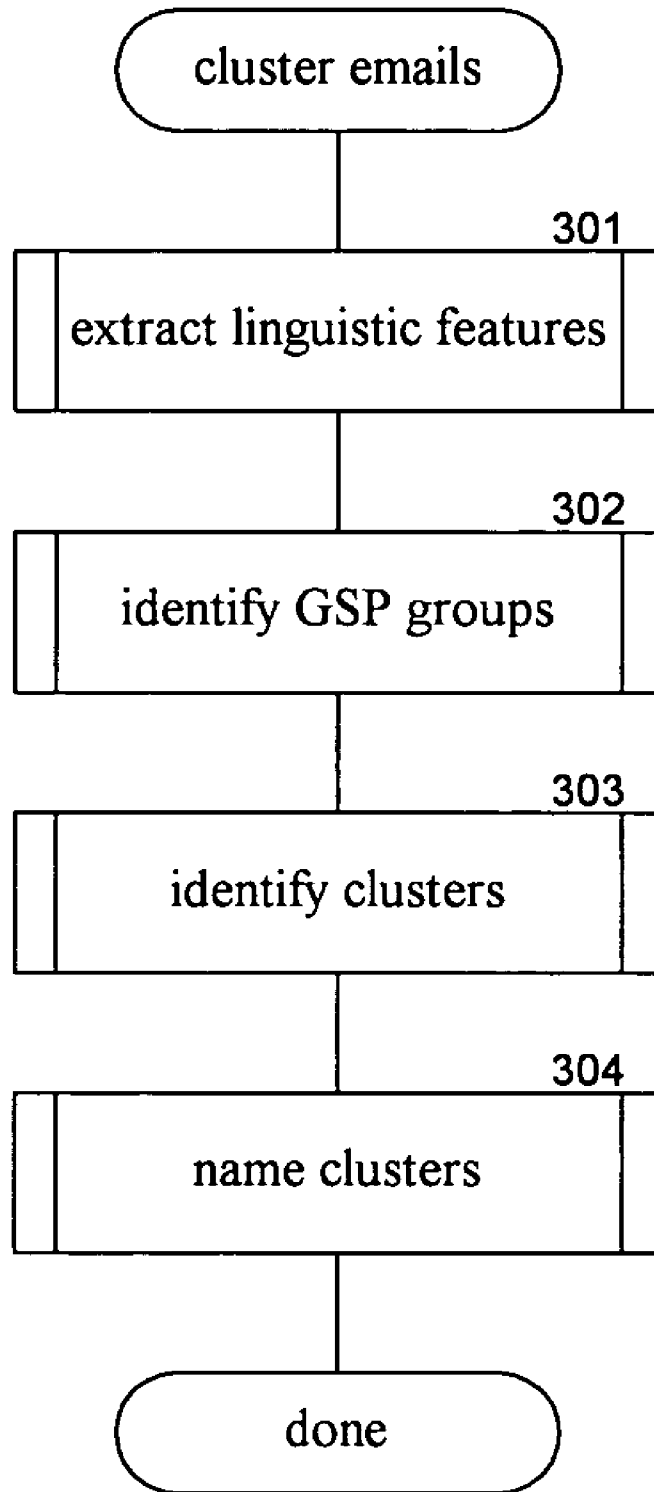 cluster emails
301
extract linguistic features
302
identify GSP groups
303
identify clusters
304
name clusters
done